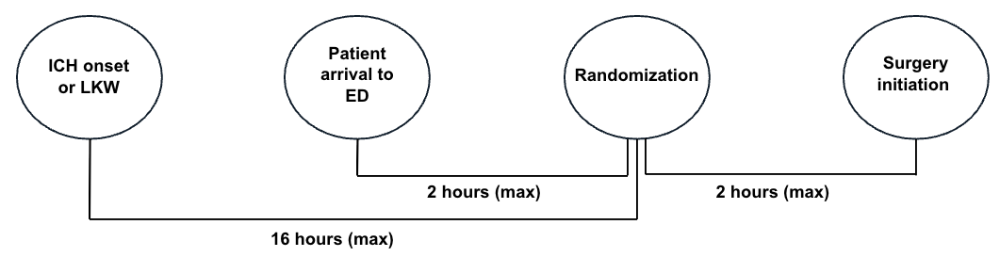 ICH onset
or LKW
Patient
arrival to
ED
Randomization
Surgery
initiation
2 hours (max)
2 hours (max)
16 hours (max)